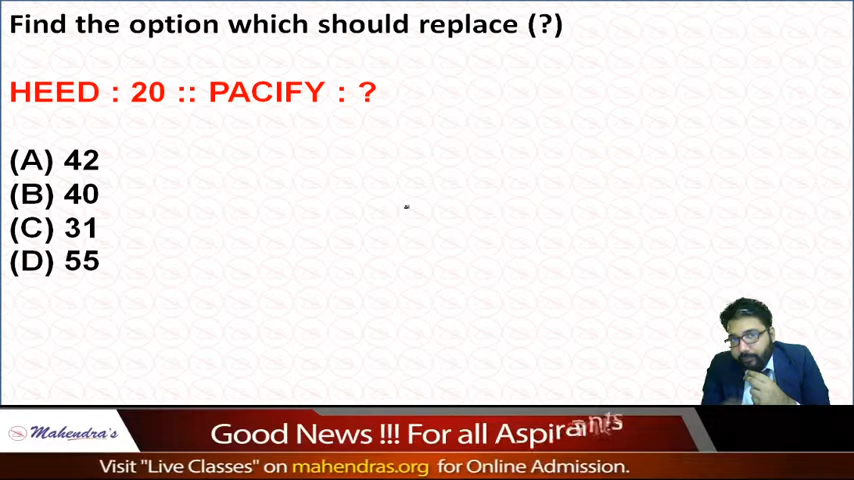 Find the option which should replace (?)
HEED : 20 :: PACIFY : ?
(A) 42
(B) 40
(C) 31
(D) 55
Mahendra's
Good News !!! For all Aspirants
Visit "Live Classes" on mahendras.org for Online Admission.